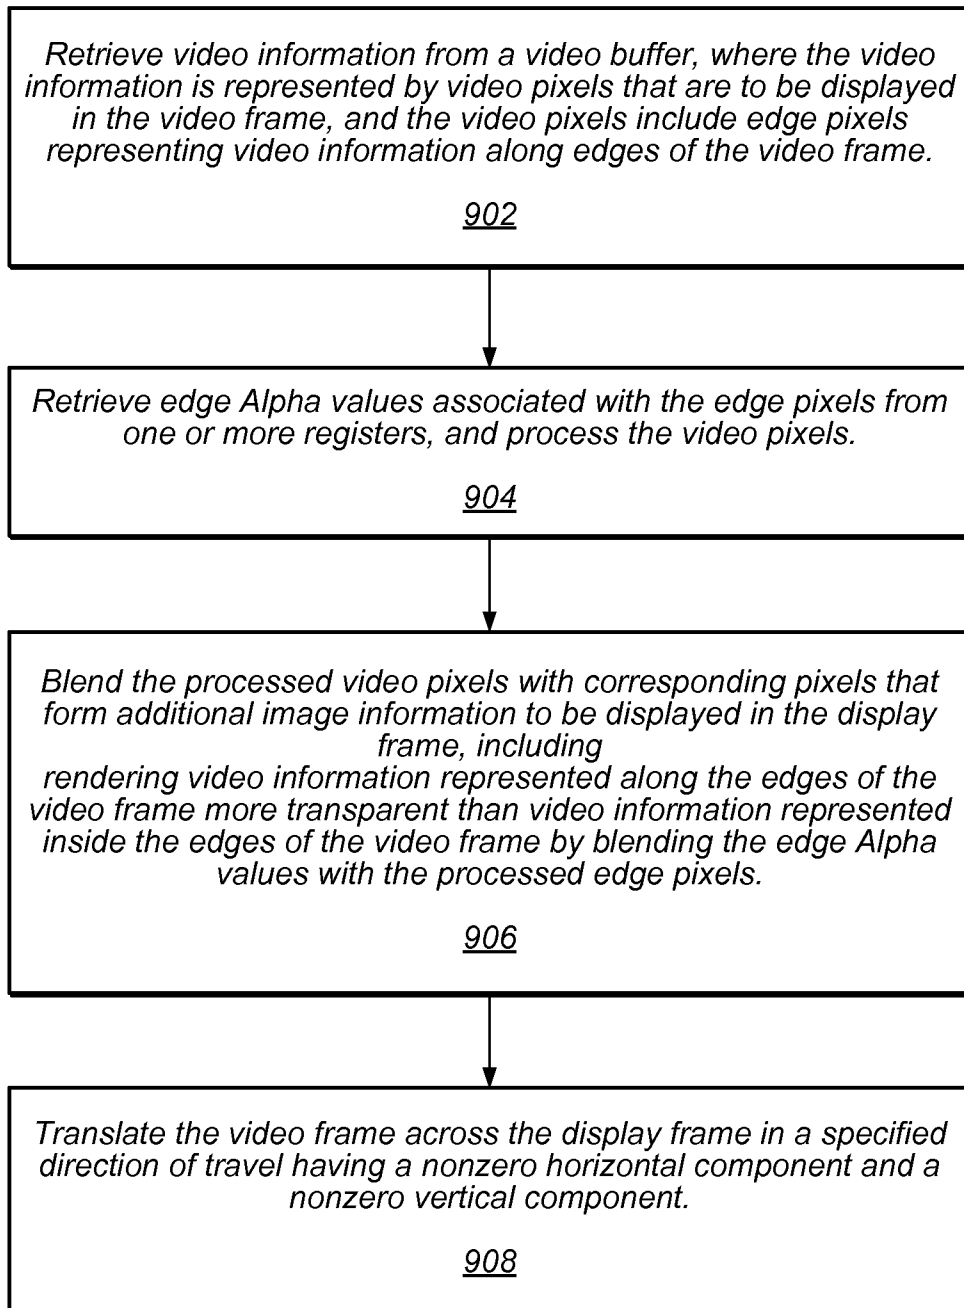 Retrieve video information from a video buffer, where the video
information is represented by video pixels that are to be displayed
in the video frame, and the video pixels include edge pixels
representing video information along edges of the video frame.
902
Retrieve edge Alpha values associated with the edge pixels from
one or more registers, and process the video pixels.
904
Blend the processed video pixels with corresponding pixels that
form additional image information to be displayed in the display
frame, including
rendering video information represented along the edges of the
video frame more transparent than video information represented
inside the edges of the video frame by blending the edge Alpha
values with the processed edge pixels.
906
Translate the video frame across the display frame in a specified
direction of travel having a nonzero horizontal component and a
nonzero vertical component.
908